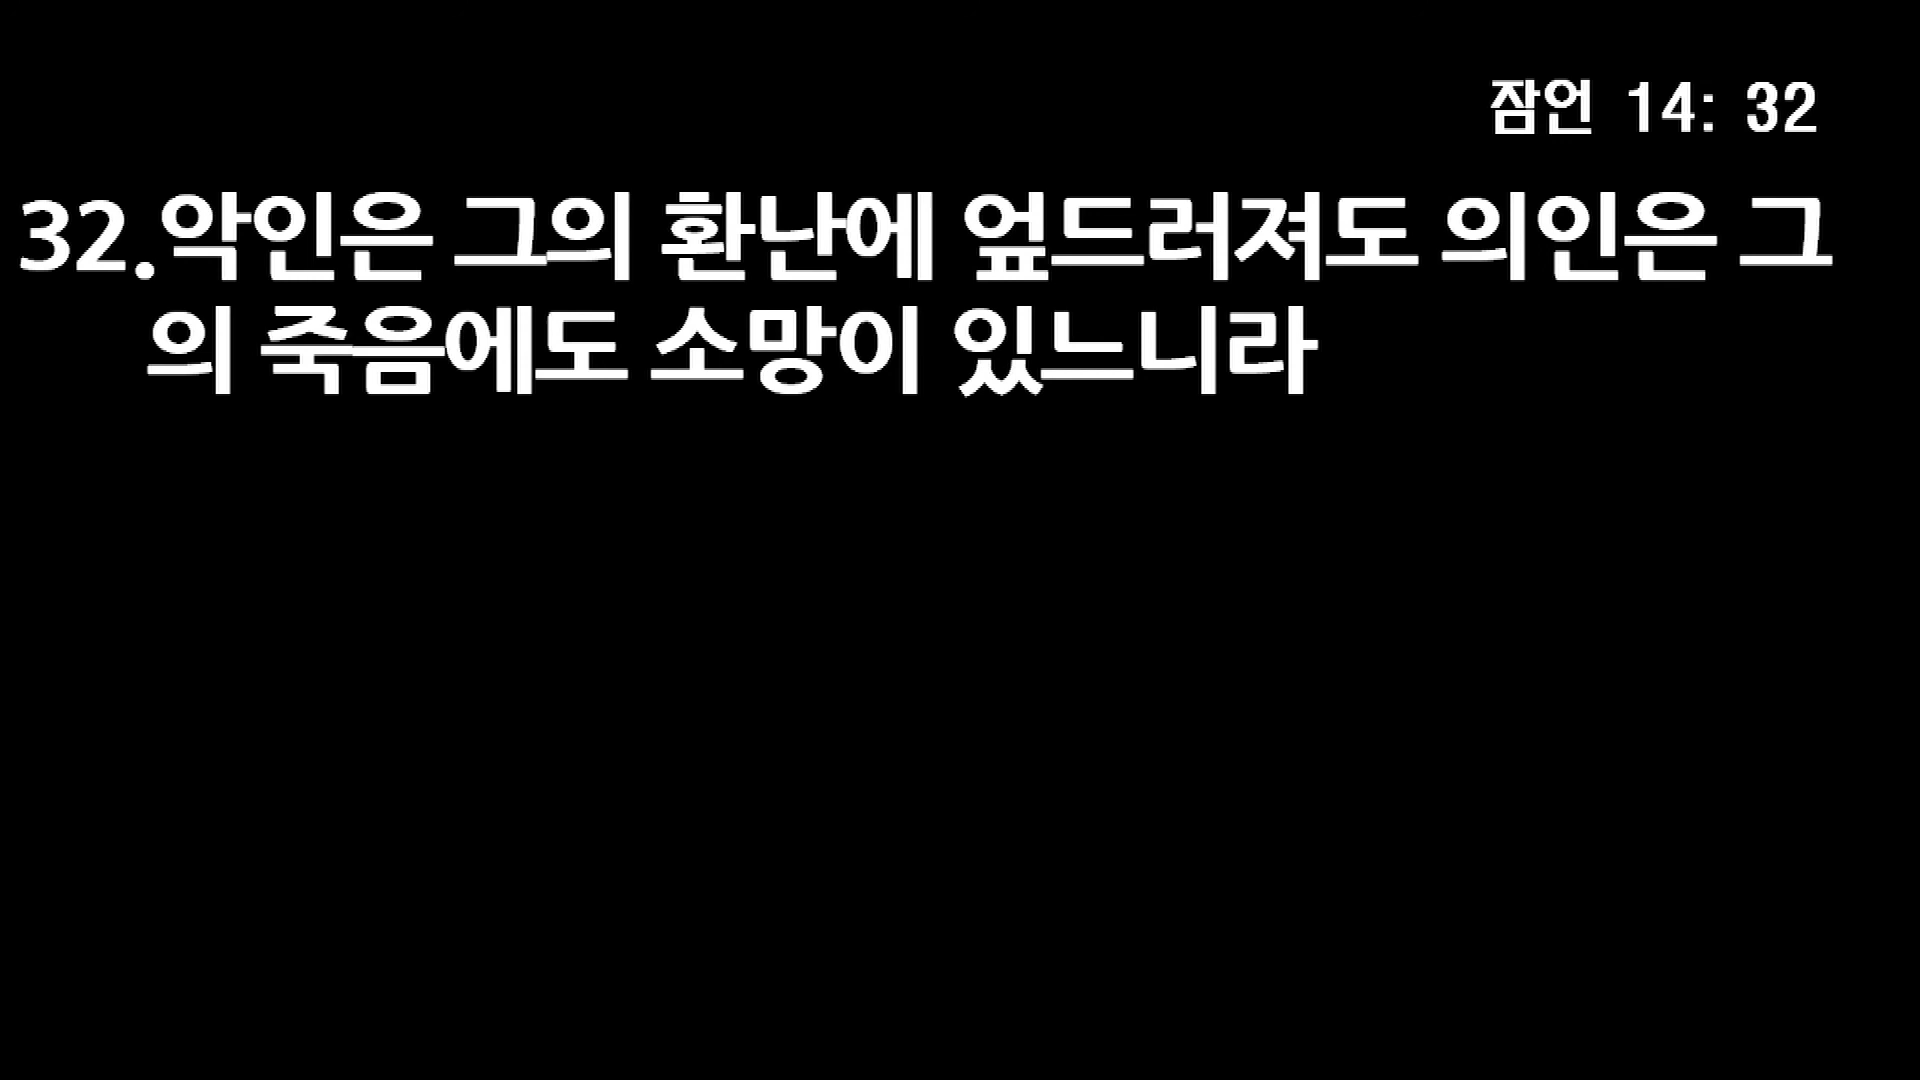 잠언 14: 32
32.악인은 그의 환난에 엎드러져도 의인은 그
의 죽음에도 소망이 있느니라